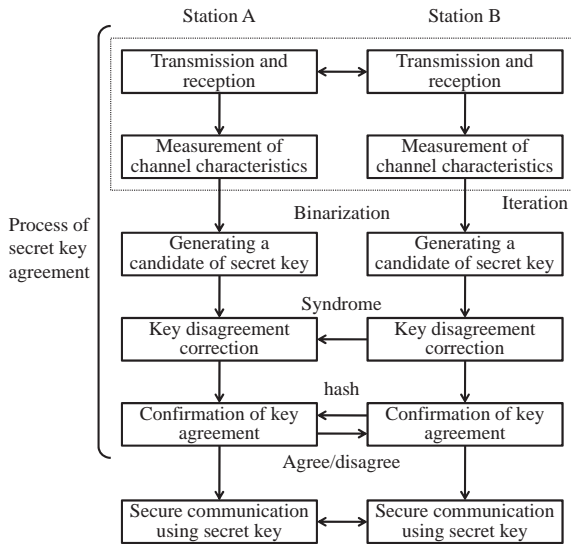 Station A
Station B
Transmission and
reception
Transmission and
reception
Measurement of
channel characteristics
Measurement of
channel characteristics
Iteration
Binarization
Process of
secret key
agreement
Generating a
candidate of secret key
Generating a
candidate of secret key
Syndrome
Key disagreement
correction
Key disagreement
correction
hash
Confirmation of key
agreement
Confirmation of key
agreement
Agree/disagree
Secure communication
using secret key
Secure communication
using secret key